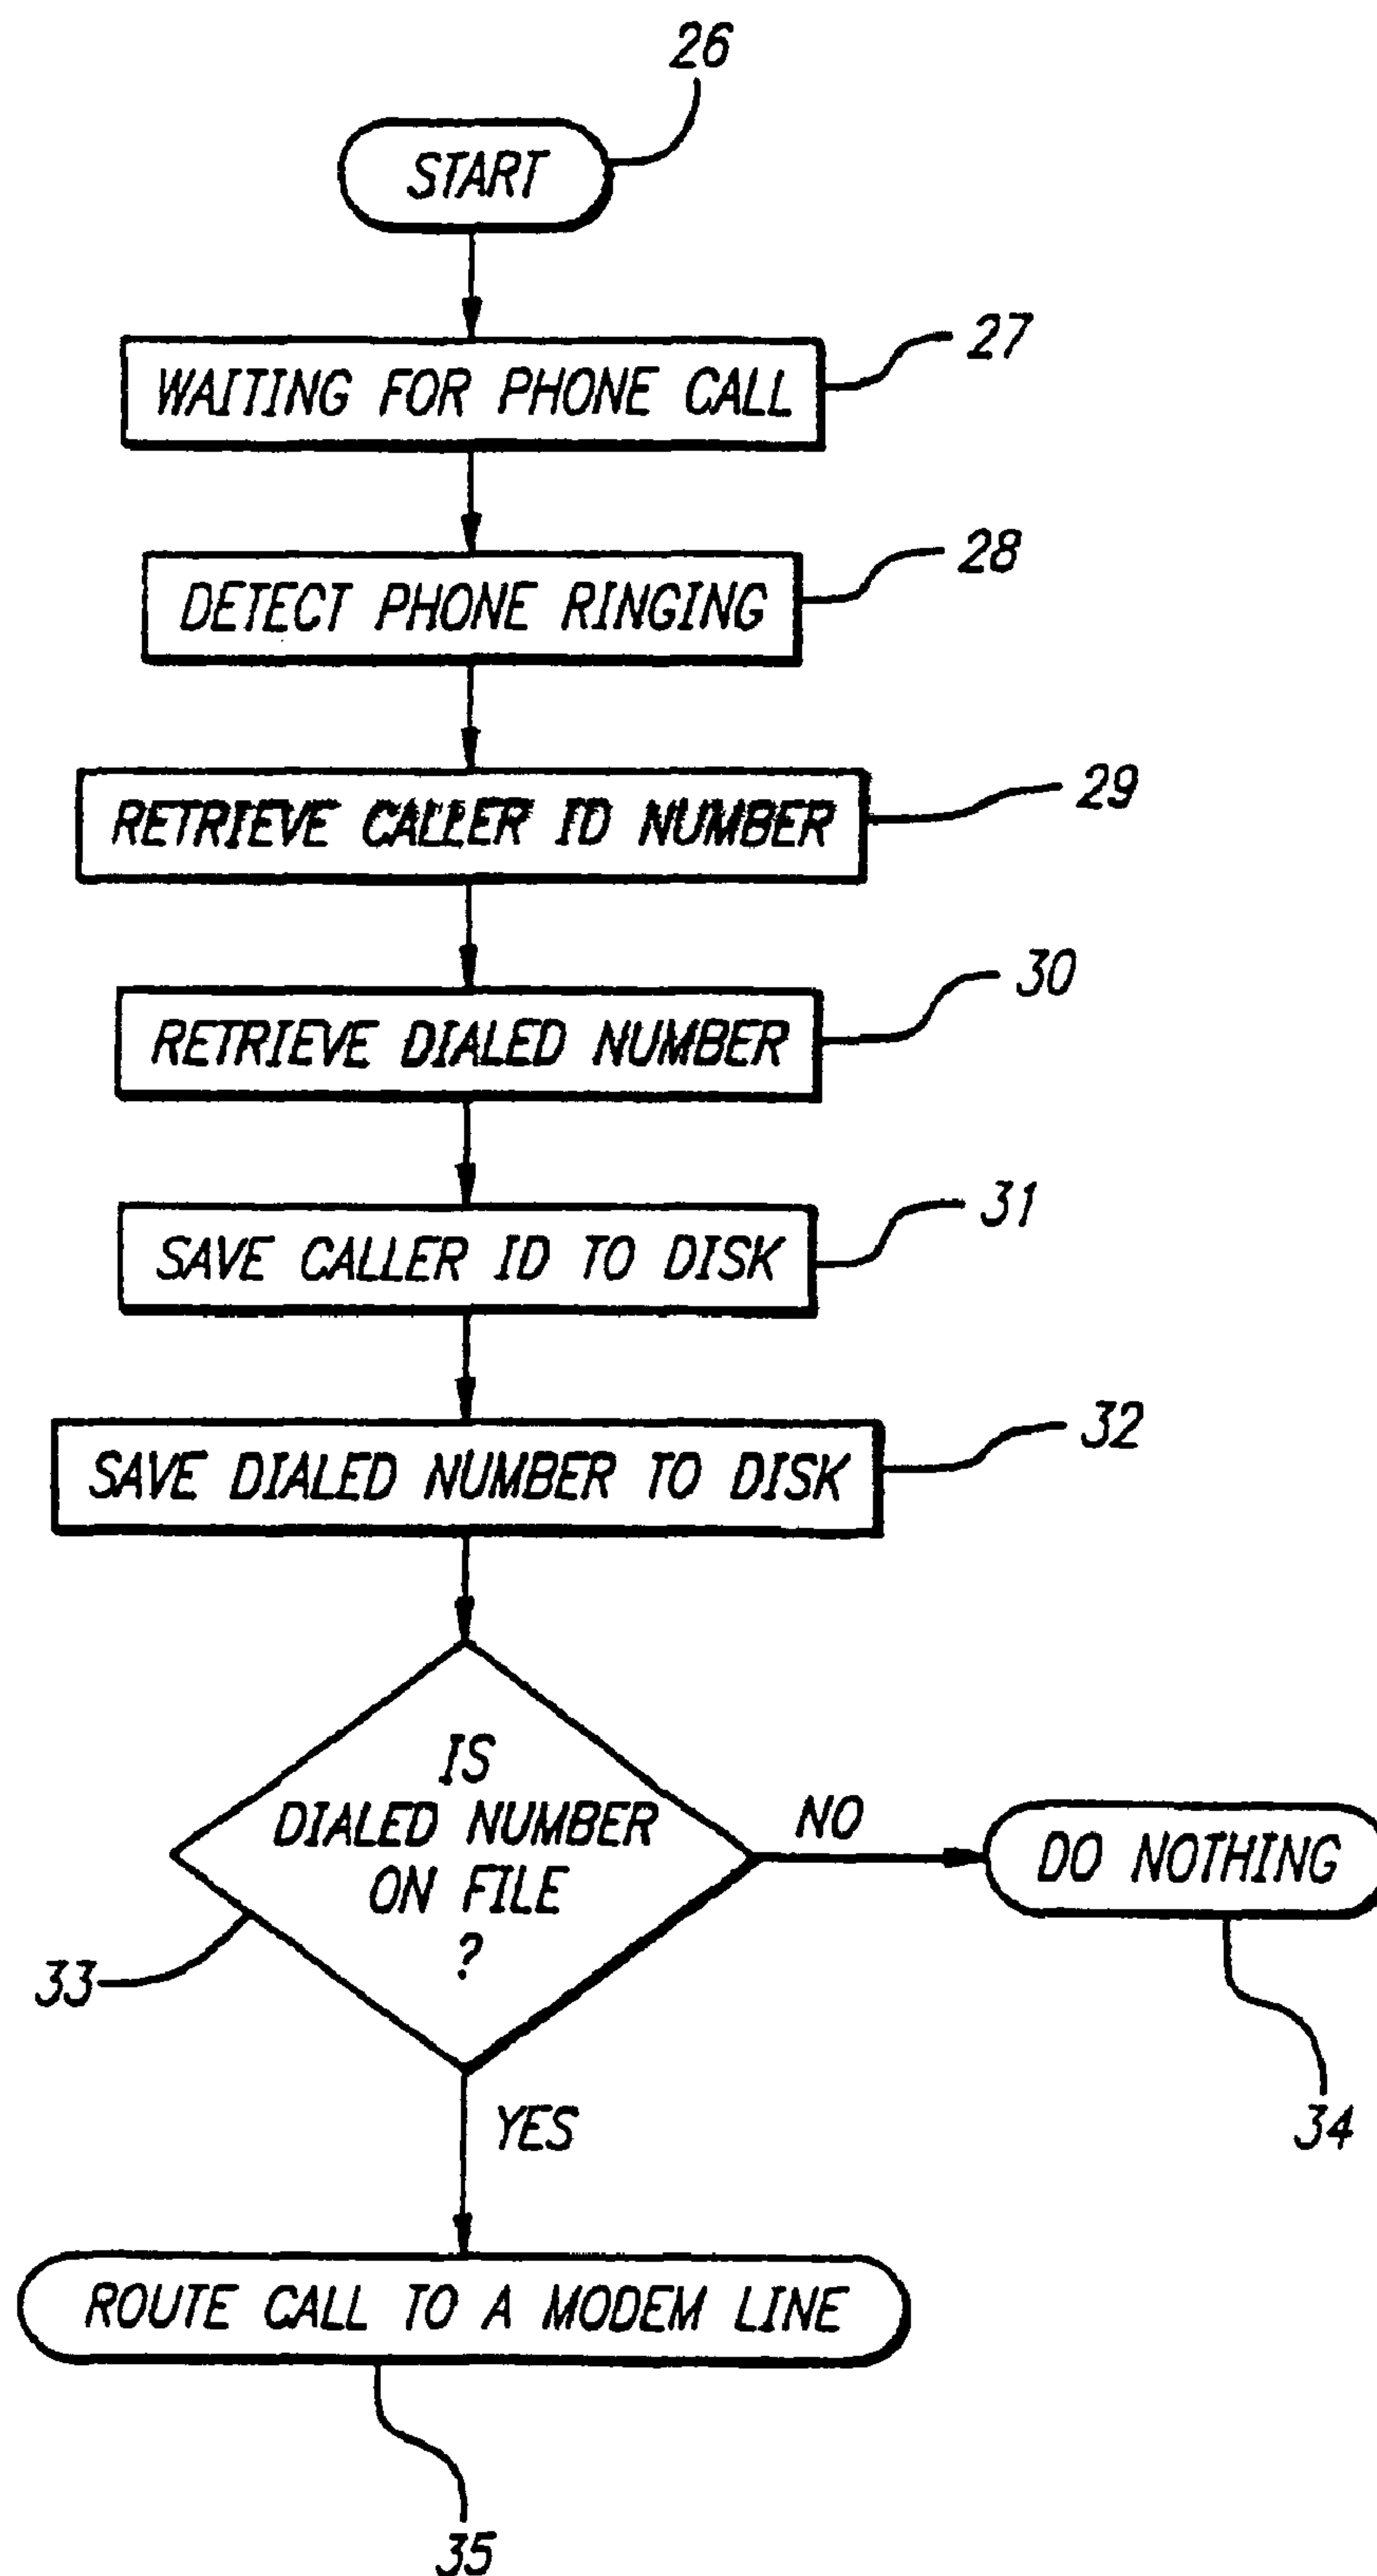 26
START
27
WAITING FOR PHONE CALL
28
DETECT PHONE RINGING
29
RETRIEVE CALLER ID NUMBER
30
RETRIEVE DIALED NUMBER
31
SAVE CALLER ID TO DISK
32
SAVE DIALED NUMBER TO DISK
IS
DIALED NUMBER
ON FILE
?
NO
DO NOTHING
33
34
YES
ROUTE CALL TO A MODEM LINE
35